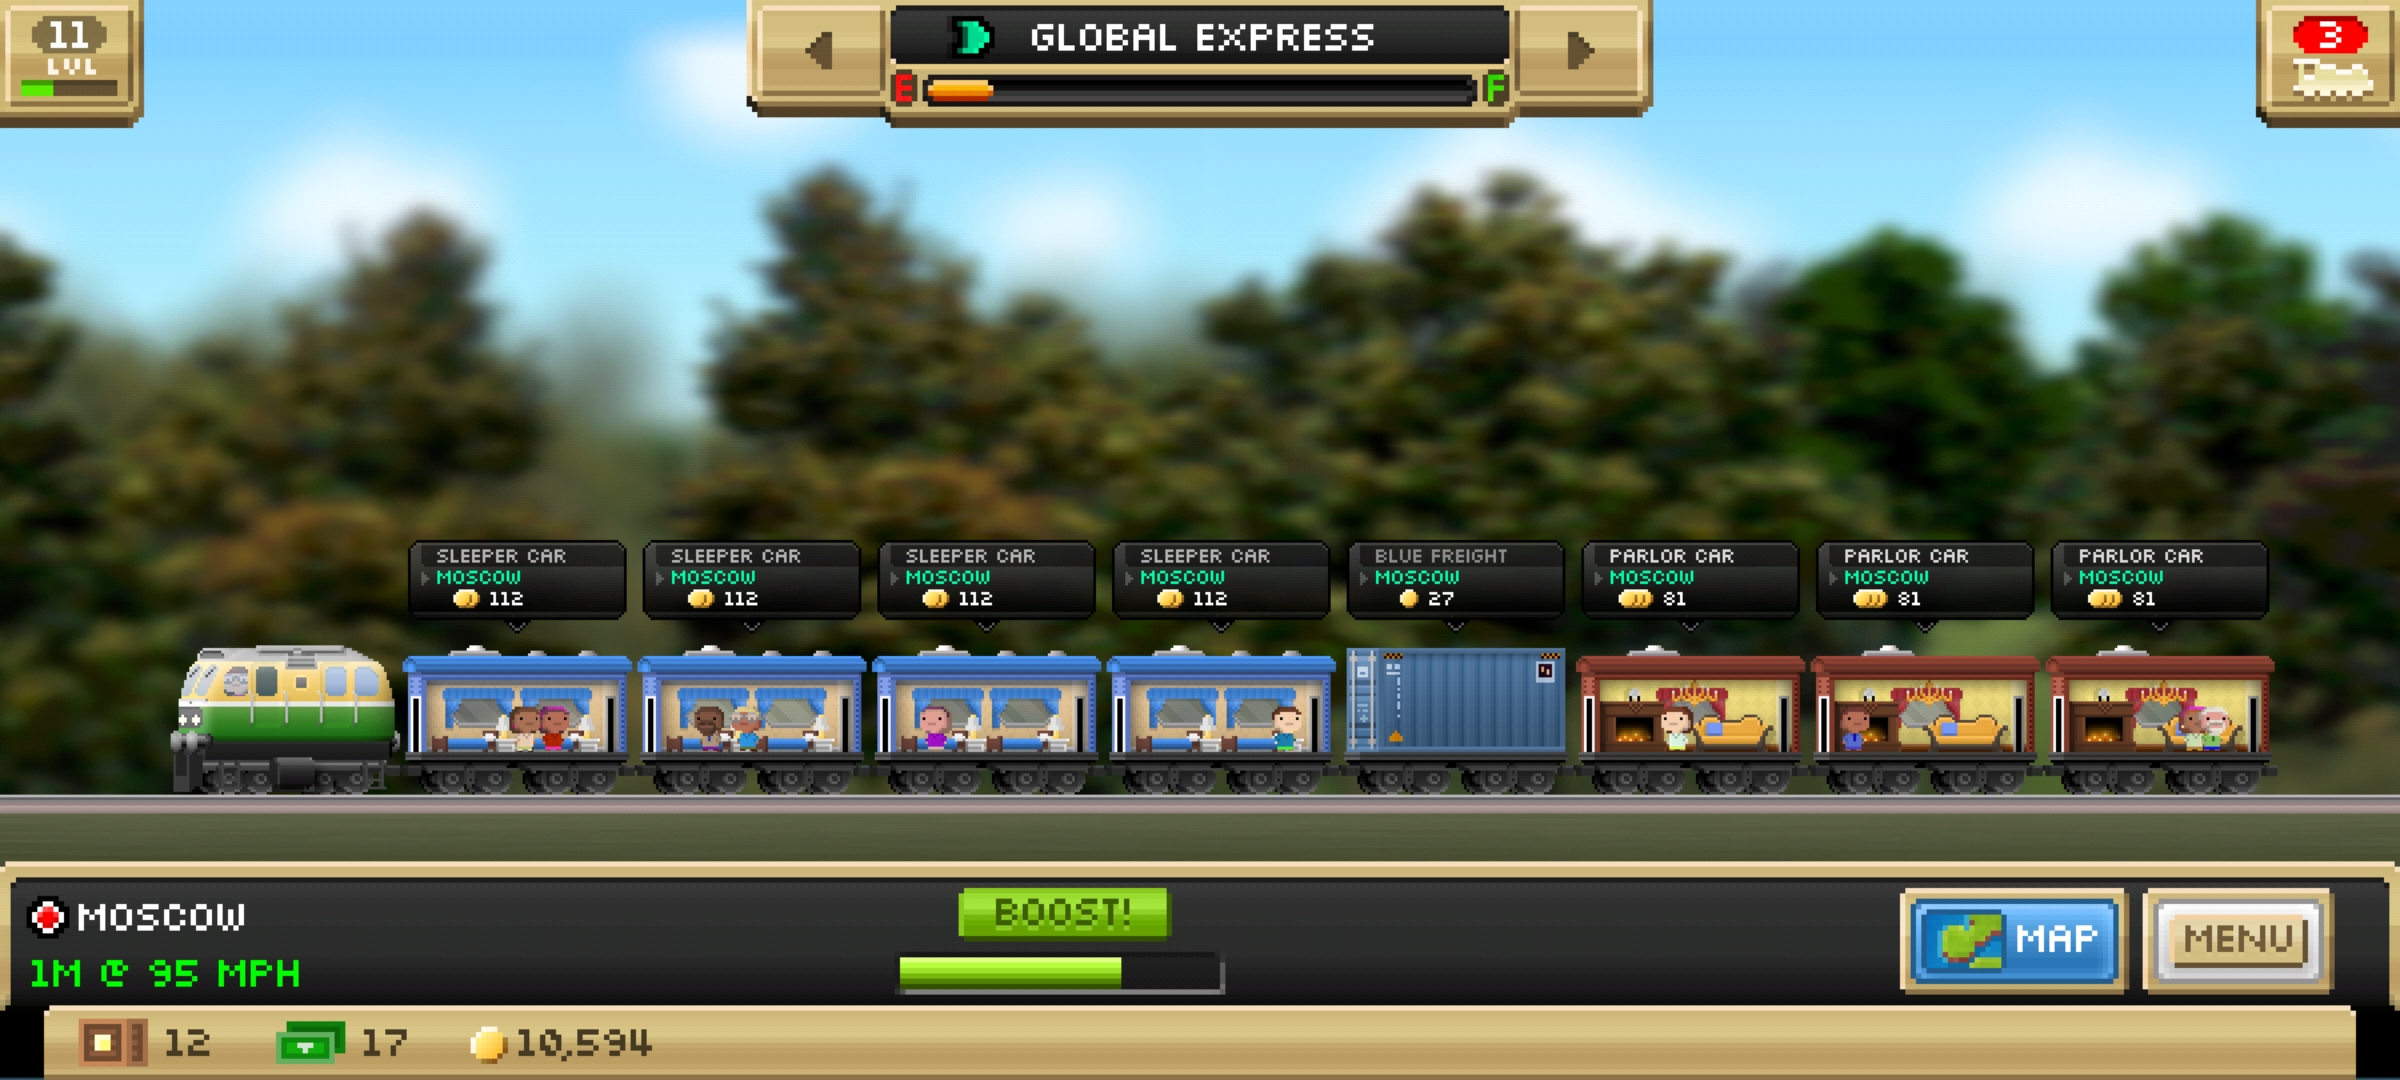 11
LVL
GLOBAL EXPRESS
E
F
3
SLEEPER CAR
MOSCOW
112
SLEEPER CAR
MOSCOW
112
SLEEPER CAR
MOSCOW
112
SLEEPER CAR
MOSCOW
112
BLUE FREIGHT
MOSCOW
27
PARLOR CAR
MOSCOW
81
PARLOR CAR
MOSCOW
81
PARLOR CAR
MOSCOW
81
MOSCOW
1M @ 95 MPH
BOOST!
MAP
MENU
12
17
10,594